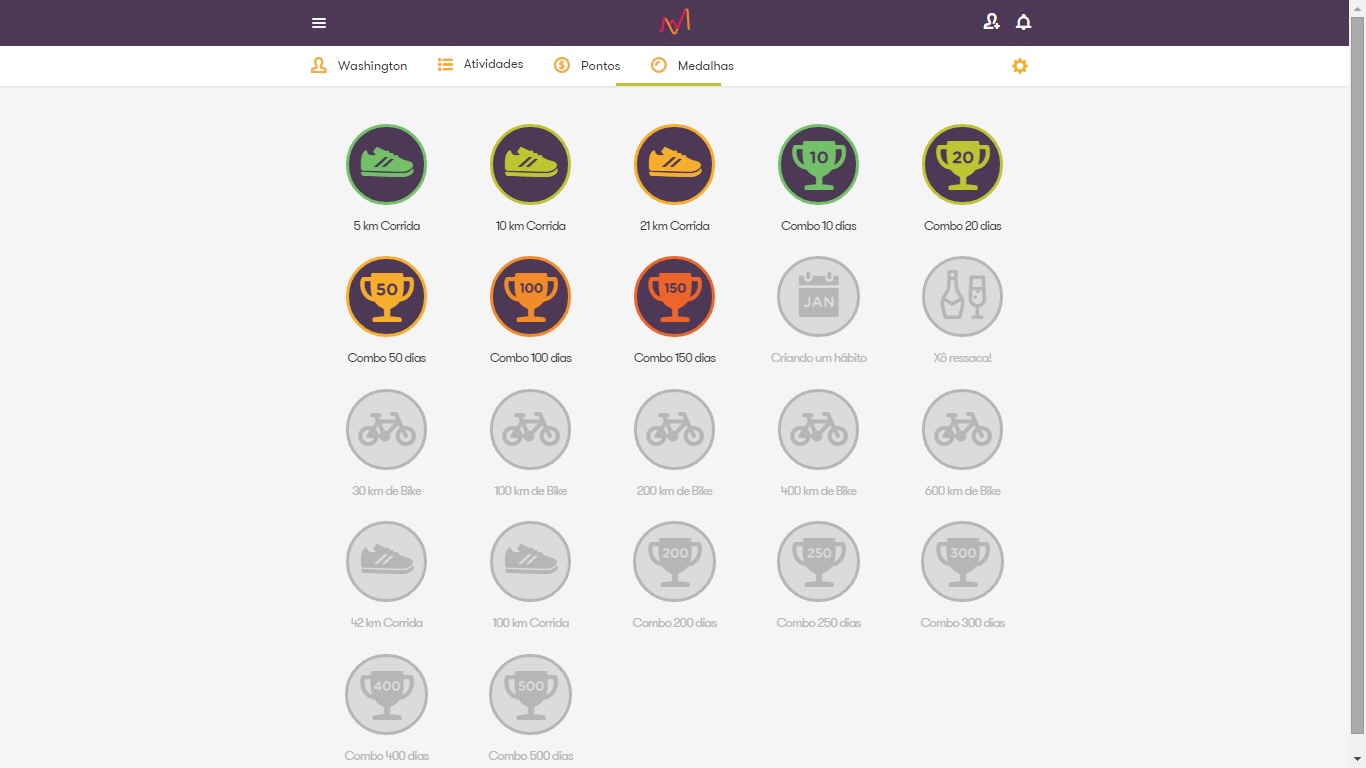 Washington Atividades Pontos Medalhas
10 20
5 km Corrida 10 km Corrida 21 km Corrida Combo 10 dias Combo 20 dias
50 100 150 JAN
Combo 50 dias Combo 100 dias Combo 150 dias Criando um hábito Xô ressaca!
30 km de Bike 100 km de Bike 200 km de Bike 400 km de Bike 600 km de Bike
200 250 300
42 km Corrida 100 km Corrida Combo 200 dias Combo 250 dias Combo 300 dias
400 500
Combo 400 dias Combo 500 dias